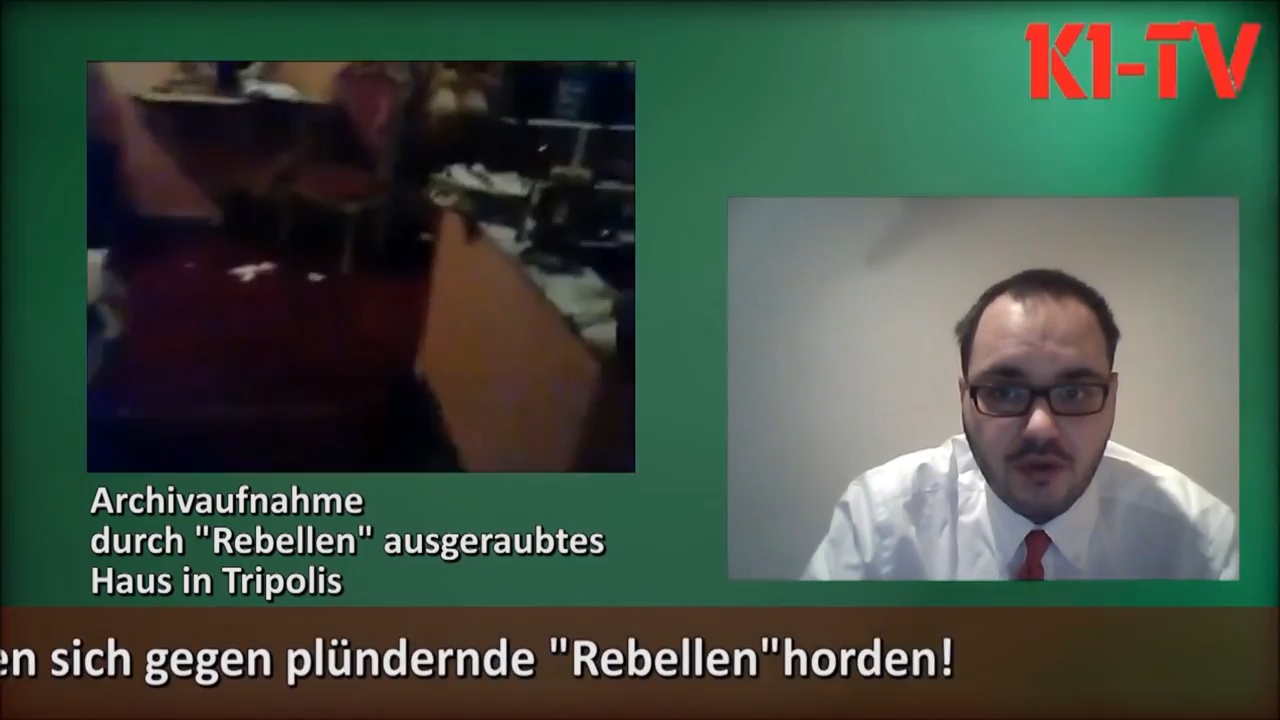 K1-TV
Archivaufnahme
durch "Rebellen" ausgeraubtes
Haus in Tripolis
en sich gegen plündernde "Rebellen"horden!